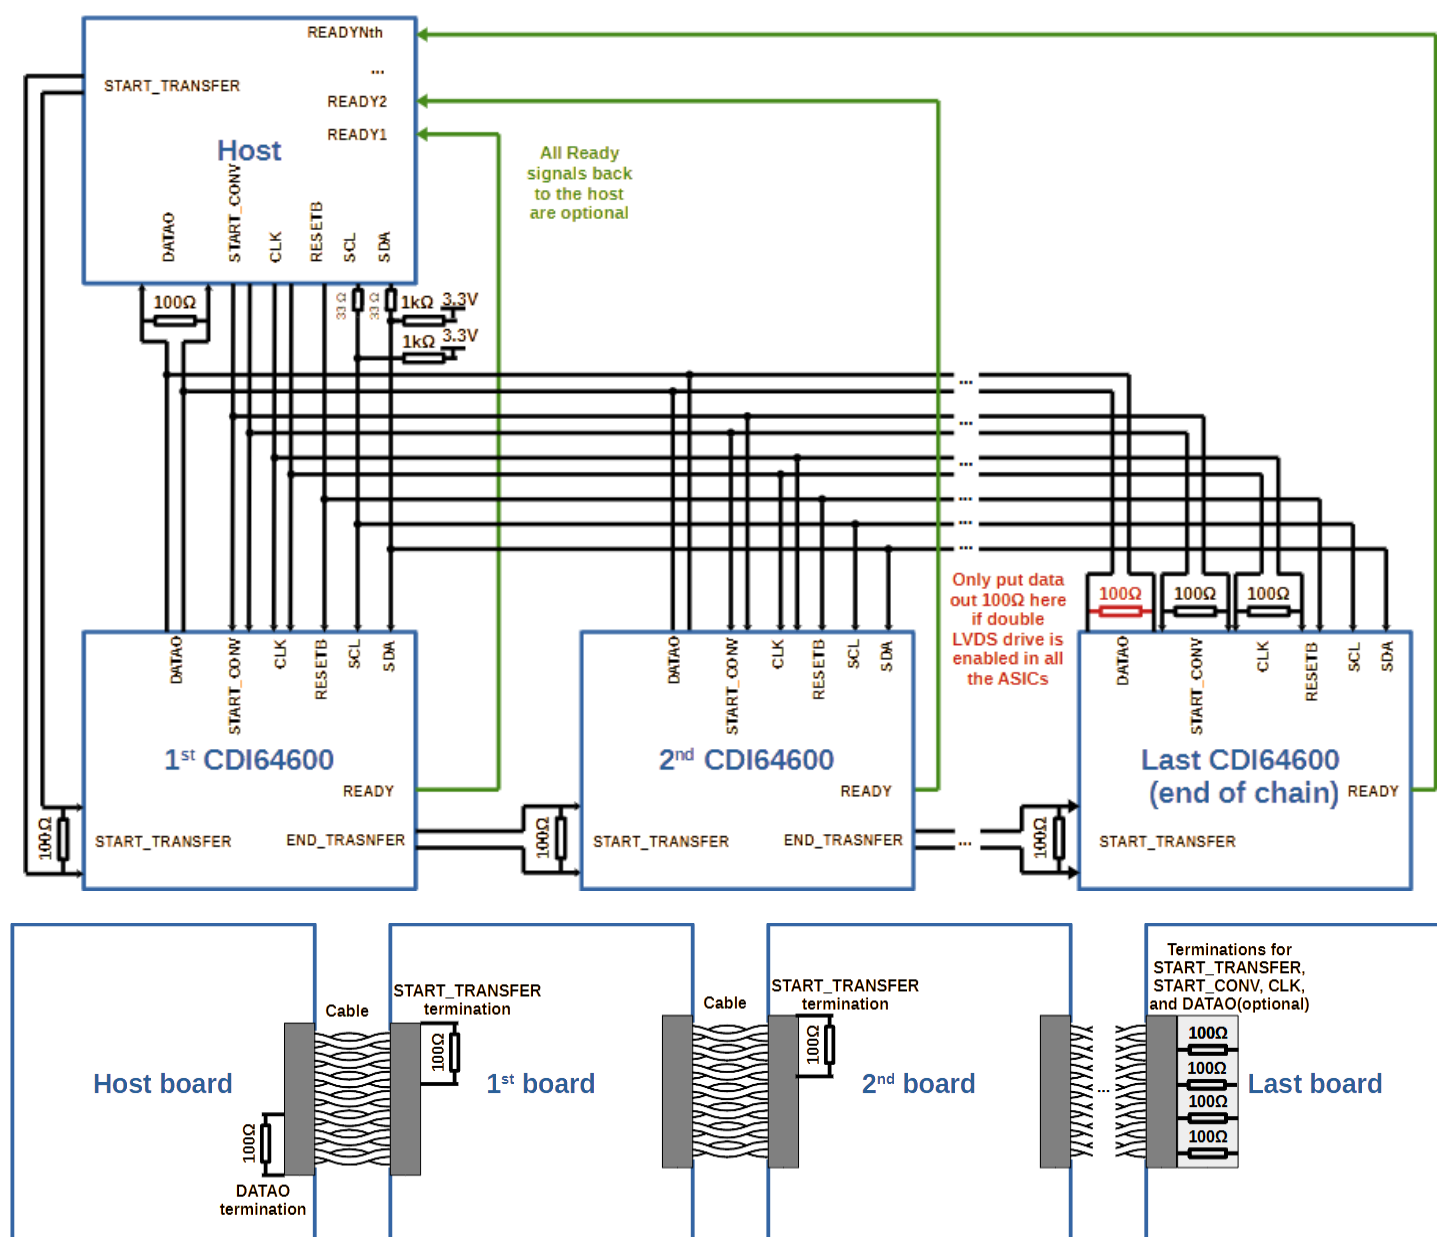 READYNth
...
START_TRANSFER
READY2
READY1
Host
All Ready
signals back
to the host
are optional
DATAO
START_CONV
CLK
RESETB
SCL
SDA
100Ω
33 Ω
33 Ω
1kΩ
3.3V
1kΩ
3.3V
...
...
...
...
...
...
Only put data
out 100Ω here
if double
LVDS drive is
enabled in all
the ASICs
100Ω
100Ω
100Ω
DATAO
START_CONV
CLK
RESETB
SCL
SDA
DATAO
START_CONV
CLK
RESETB
SCL
SDA
DATAO
START_CONV
CLK
RESETB
SCL
SDA
1st CDI64600
2nd CDI64600
Last CDI64600
(end of chain)
READY
READY
READY
100Ω
START_TRANSFER
END_TRASNFER
100Ω
START_TRANSFER
END_TRASNFER
...
100Ω
START_TRANSFER
Terminations for
START_TRANSFER,
START_CONV, CLK,
and DATAO(optional)
START_TRANSFER
termination
START_TRANSFER
termination
Cable
Cable
100Ω
100Ω
100Ω
100Ω
100Ω
100Ω
Host board
1st board
2nd board
...
Last board
100Ω
DATAO
termination